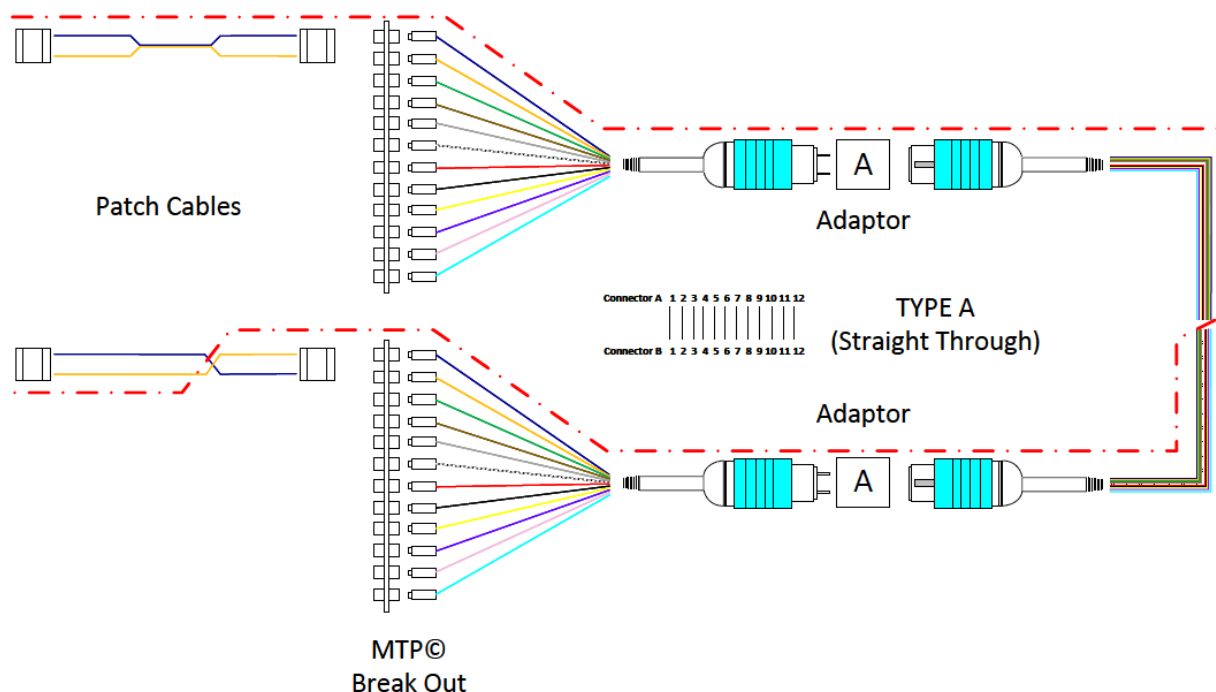 Patch Cables
A
Adaptor
Connector A 1 2 3 4 5 6 7 8 9 10 11 12
Connector B 1 2 3 4 5 6 7 8 9 10 11 12
TYPE A
(Straight Through)
Adaptor
A
MTP©
Break Out